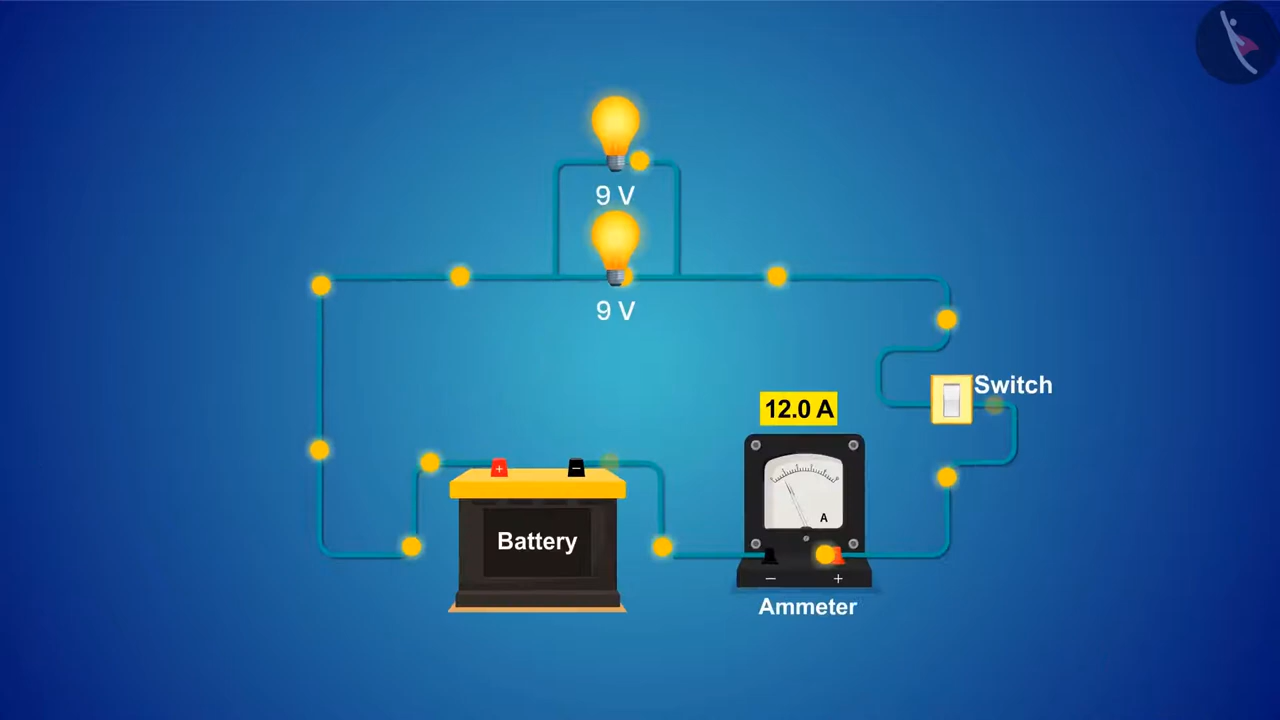 9 V
9 V
Switch
12.0 A
+ −
A
Battery
− +
Ammeter